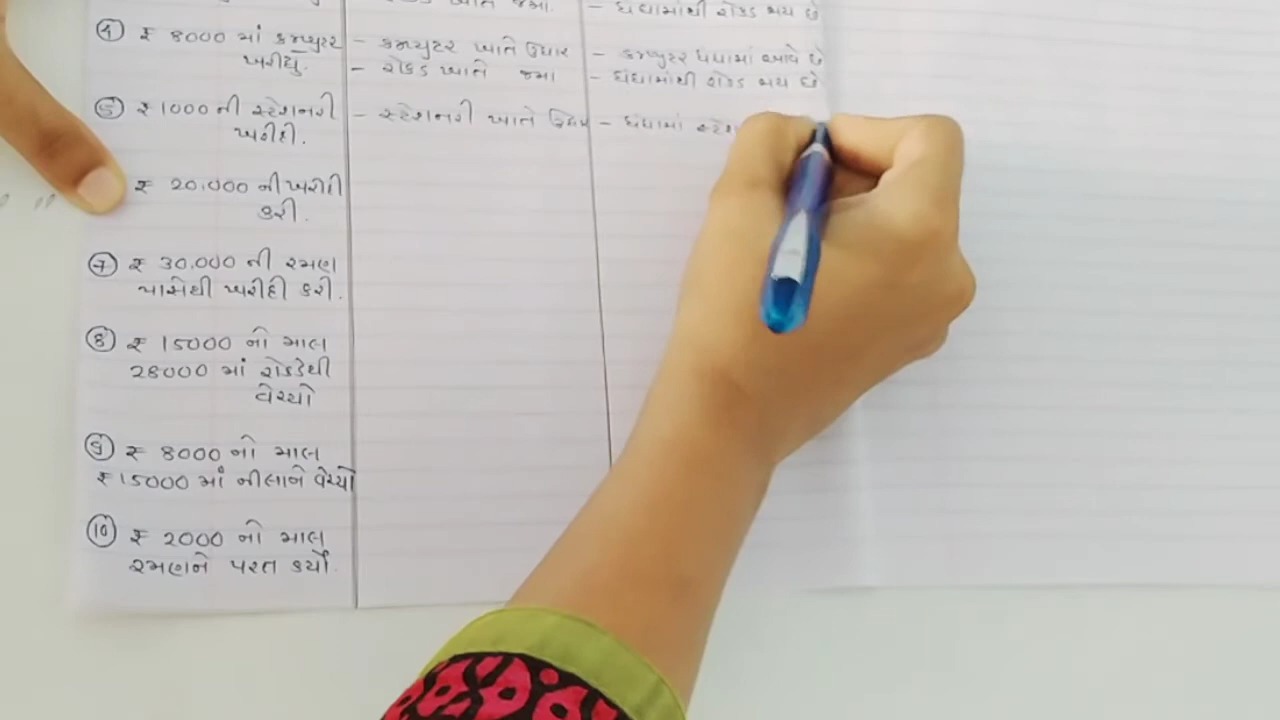 ખાતે જમા. - ધંધામાંથી રોકડ જાય છે
④ ₹ 8000 માં કમ્પ્યુટર - કમ્પ્યુટર ખાતે ઉધાર - કમ્પ્યુટર ધંધામાં આવે છે
ખરીદ્યુ. - રોકડ ખાતે જમા - ધંધામાંથી રોકડ જાય છે
⑤ ₹ 1000 ની સ્ટેશનરી - સ્ટેશનરી ખાતે ઉધાર - ધંધામાં
ખરીદી.
₹ 20,000 ની ખરીદી
કરી.
⑦ ₹ 30,000 ની રમણ
પાસેથી ખરીદી કરી.
⑧ ₹ 15000 નો માલ
28000 માં રોકડેથી
વેચ્યો
⑨ ₹ 8000 નો માલ
₹ 15000 માં નીલાને વેચ્યો
⑩ ₹ 2000 નો માલ
રમણને પરત કર્યો.